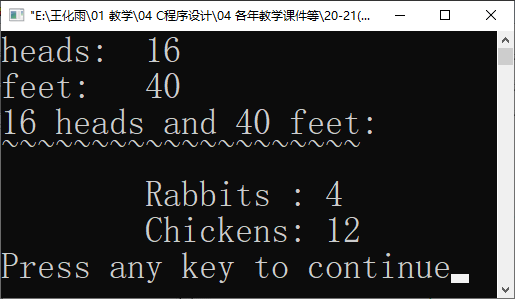 "E:\王化雨\01 教学\04 C程序设计\04 各年教学课件等\20-21(...
heads:  16
feet:   40
16 heads and 40 feet:
~~~~~~~~~~~~~~~~~~~~
        Rabbits : 4
        Chickens: 12
Press any key to continue